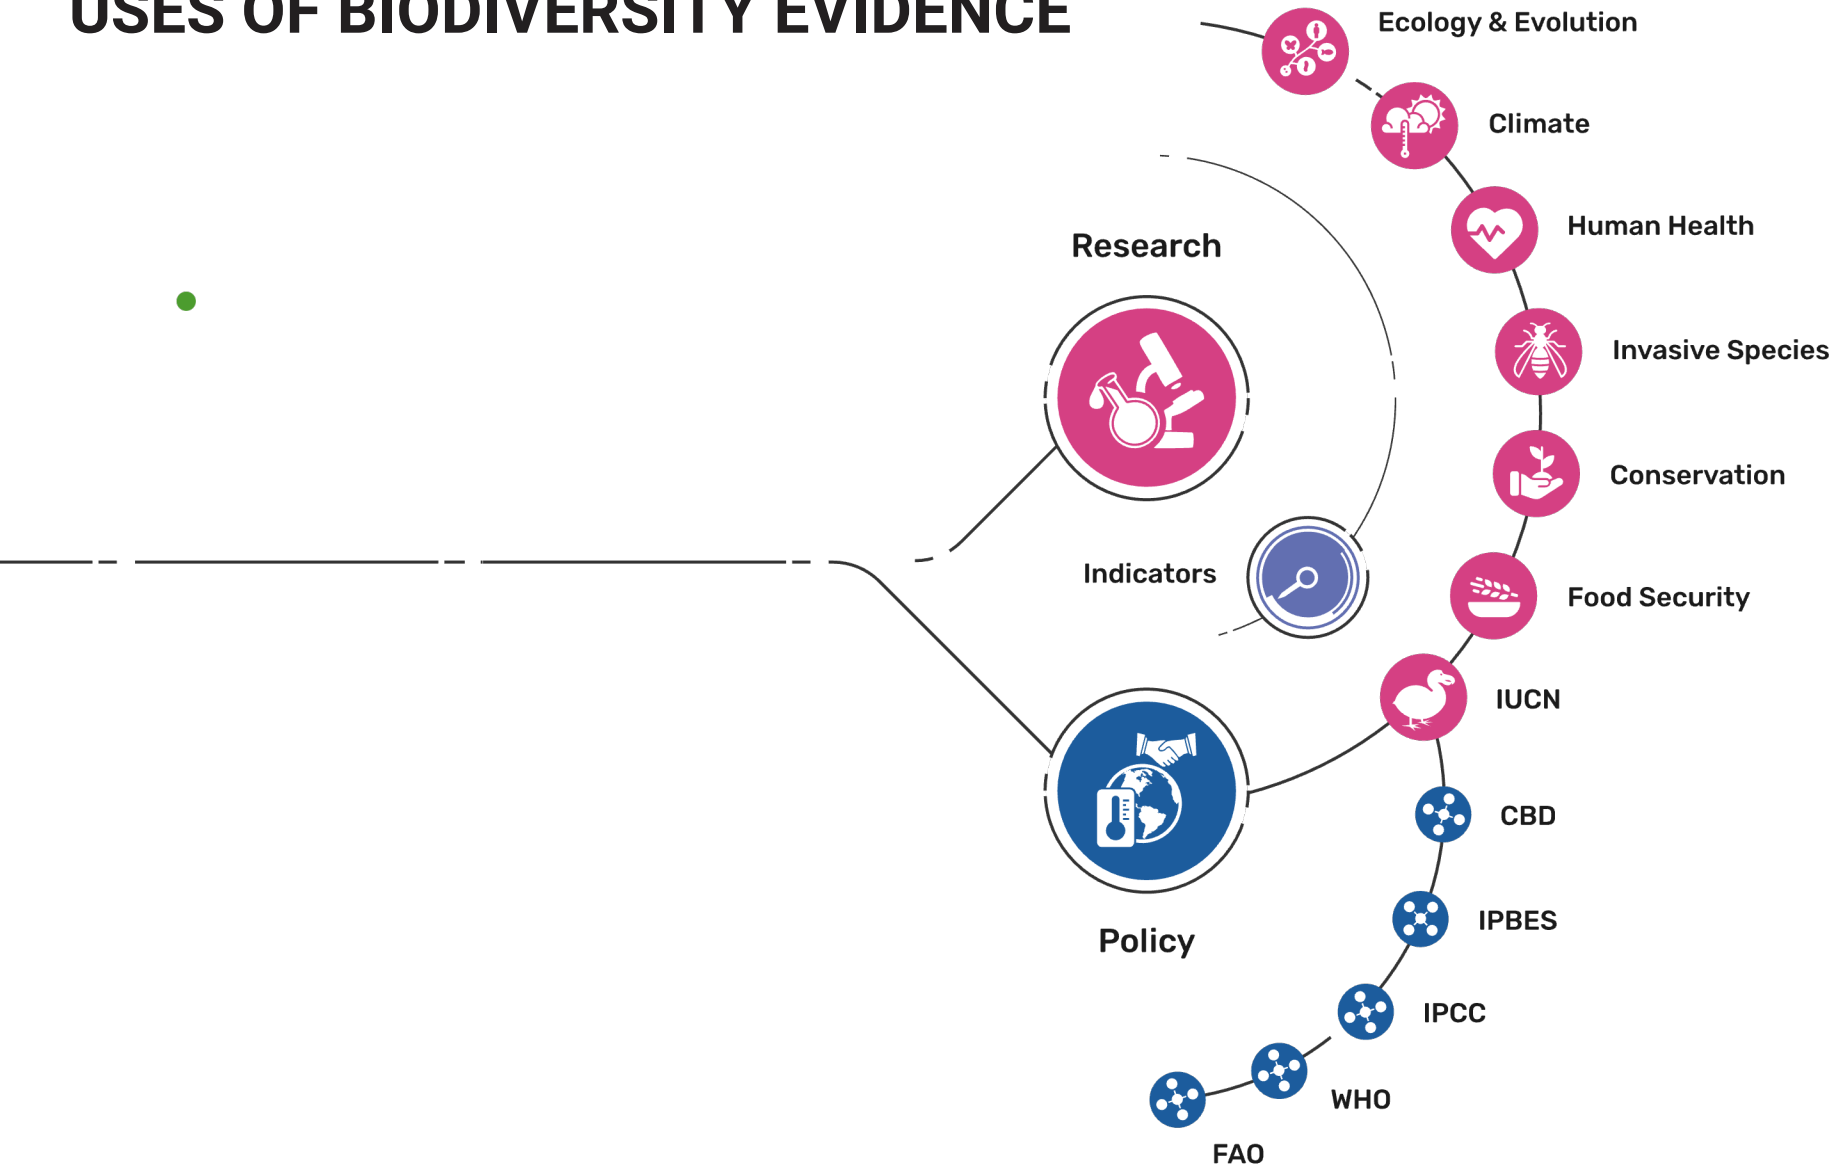 USES OF BIODIVERSITY EVIDENCE
Ecology & Evolution
Climate
Human Health
Research
Invasive Species
Conservation
Indicators
Food Security
IUCN
CBD
IPBES
Policy
IPCC
WHO
FAO